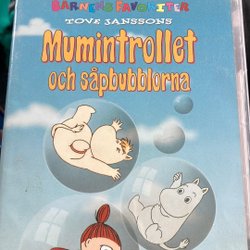 BARNENS FAVORITER
TOVE JANSSONS
Mumintrollet
och såpbubblorna